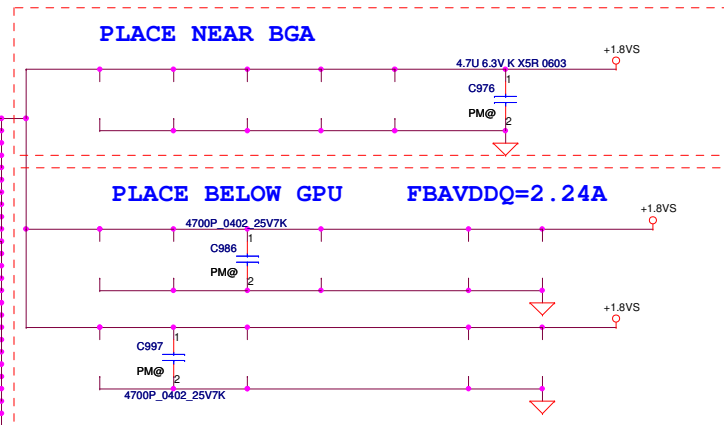 PLACE NEAR BGA
+1.8VS
4.7U 6.3V K X5R 0603
1
C976
PM@
2
PLACE BELOW GPU FBAVDDQ=2.24A
+1.8VS
4700P_0402_25V7K
1
C986
PM@
2
+1.8VS
1
C997
PM@
2
4700P_0402_25V7K